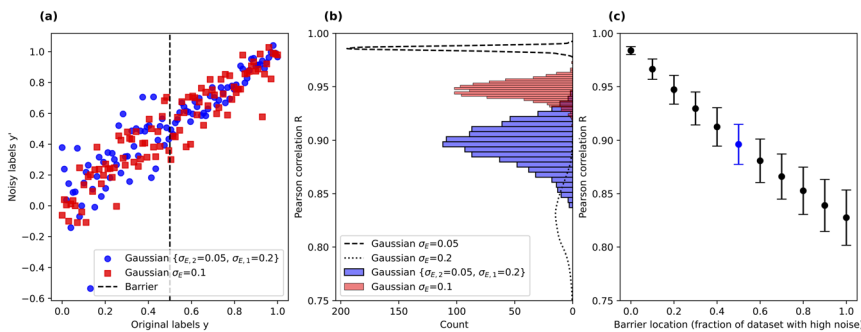 (a)
Noisy labels y'
1.0
0.8
0.6
0.4
0.2
0.0
−0.2
−0.4
−0.6
0.0 0.2 0.4 0.6 0.8 1.0
Original labels y
Gaussian {σE,2=0.05, σE,1=0.2}
Gaussian σE=0.1
Barrier
(b)
Pearson correlation R
1.00
0.95
0.90
0.85
0.80
0.75
200 150 100 50 0
Count
Gaussian σE=0.05
Gaussian σE=0.2
Gaussian {σE,2=0.05, σE,1=0.2}
Gaussian σE=0.1
(c)
Pearson correlation R
1.00
0.95
0.90
0.85
0.80
0.75
0.0 0.2 0.4 0.6 0.8 1.0
Barrier location (fraction of dataset with high noise